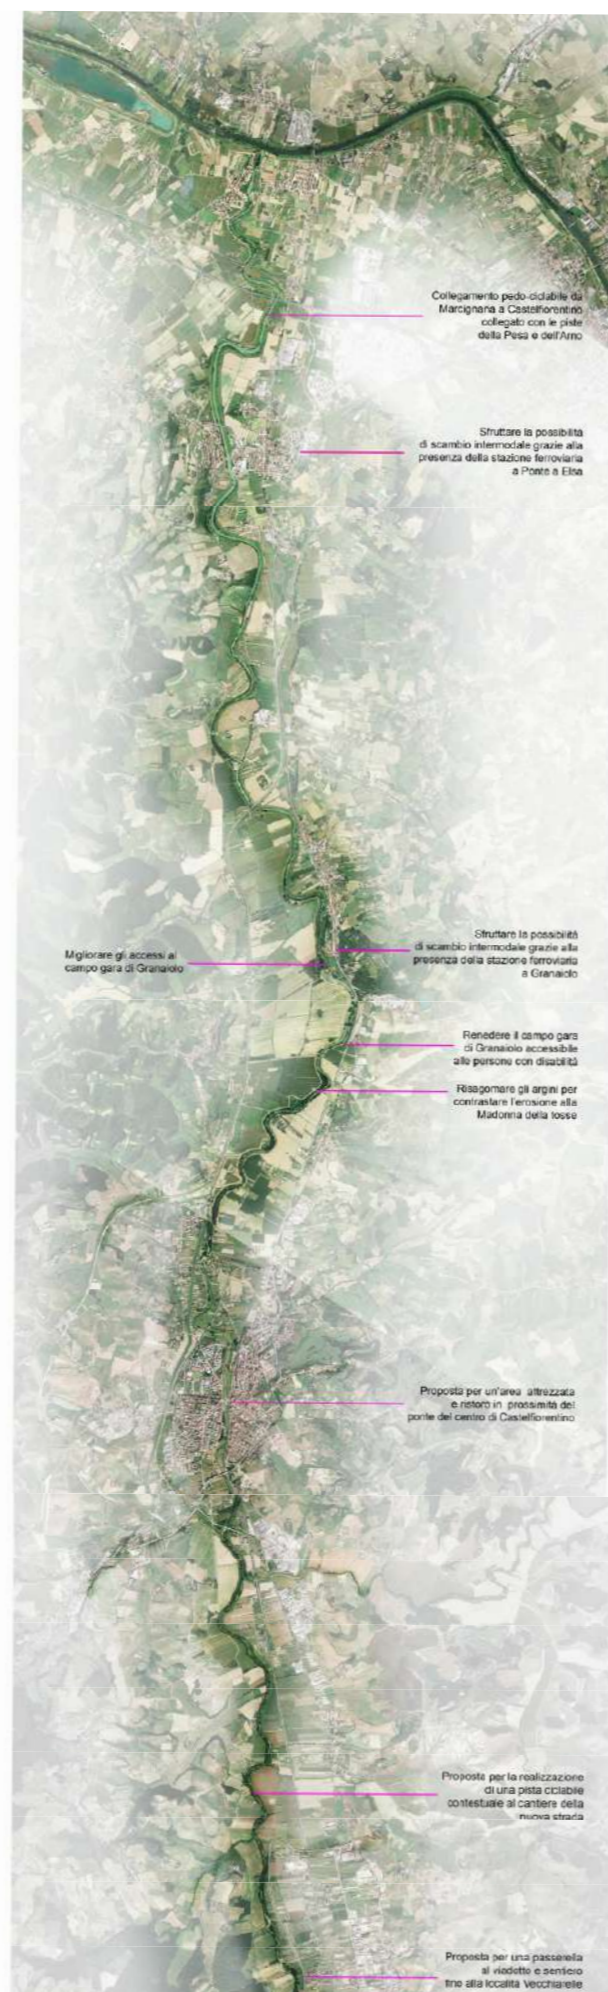 Collegamento pedo-ciclabile da
Marcignana a Castelfiorentino
collegato con le piste
della Pesa e dell'Arno
Sfruttare la possibilità
di scambio intermodale grazie alla
presenza della stazione ferroviaria
a Ponte a Elsa
Migliorare gli accessi al
campo gara di Granaiolo
Sfruttare la possibilità
di scambio intermodale grazie alla
presenza della stazione ferroviaria
a Granaiolo
Renedere il campo gara
di Granaiolo accessibile
alle persone con disabilità
Risagomare gli argini per
contrastare l'erosione alla
Madonna della tosse
Proposta per un'area attrezzata
e ristoro in prossimità del
ponte del centro di Castelfiorentino
Proposta per la realizzazione
di una pista ciclabile
contestuale al cantiere della
nuova strada
Proposta per una passerella
al viadotto e sentiero
fino alla località Vecchiarelle